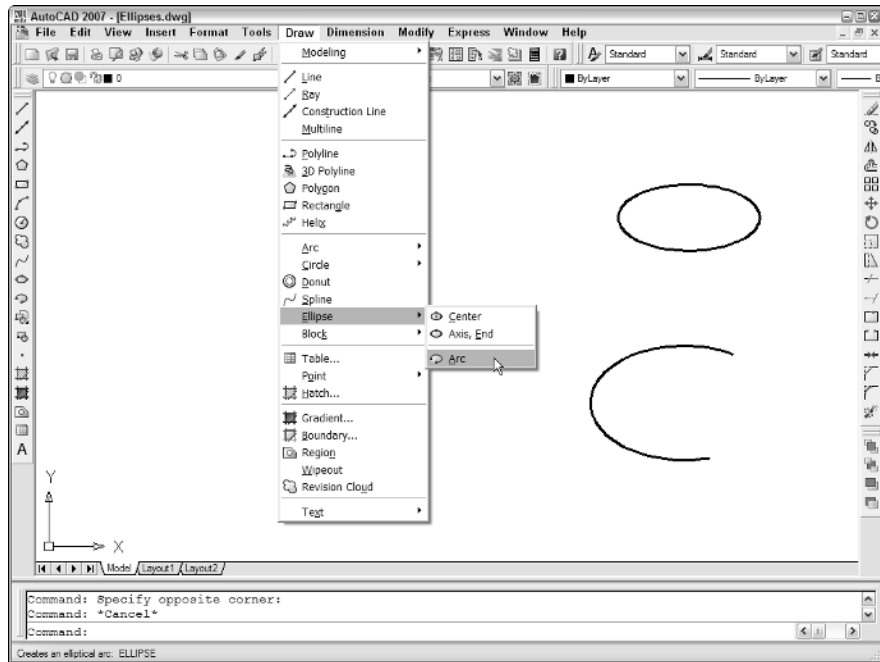 AutoCAD 2007 - [Ellipses.dwg]
File Edit View Insert Format Tools Draw Dimension Modify Express Window Help
Standard Standard Standard
0 ByLayer ByLayer
Modeling
Line
Ray
Construction Line
Multiline
Polyline
3D Polyline
Polygon
Rectangle
Helix
Arc
Circle
Donut
Spline
Ellipse
Block
Table...
Point
Hatch...
Gradient...
Boundary...
Region
Wipeout
Revision Cloud
Text
Center
Axis, End
Arc
A
Y
X
Model Layout1 Layout2
Command: Specify opposite corner:
Command: *Cancel*
Command:
Creates an elliptical arc: ELLIPSE